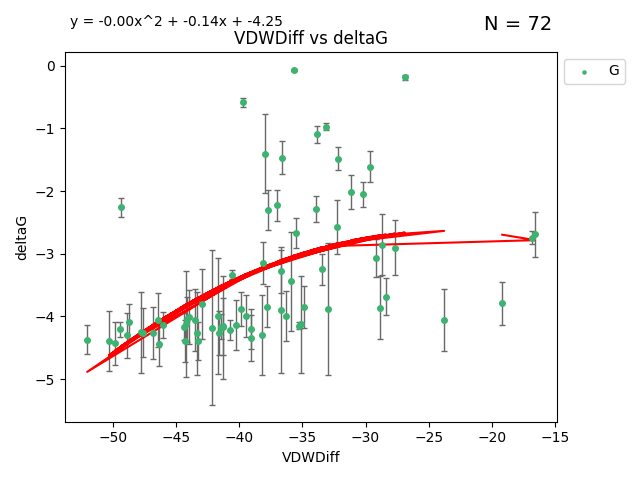 y = -0.00x^2 + -0.14x + -4.25
N = 72
VDWDiff vs deltaG
G
0
−1
−2
−3
−4
−5
deltaG
−50
−45
−40
−35
−30
−25
−20
−15
VDWDiff